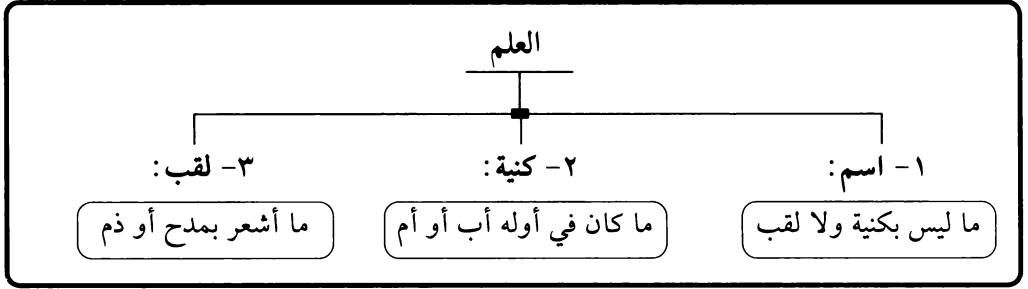 العلم
١- اسم:
٢- كنية:
٣- لقب:
ما ليس بكنية ولا لقب
ما كان في أوله أب أو أم
ما أشعر بمدح أو ذم